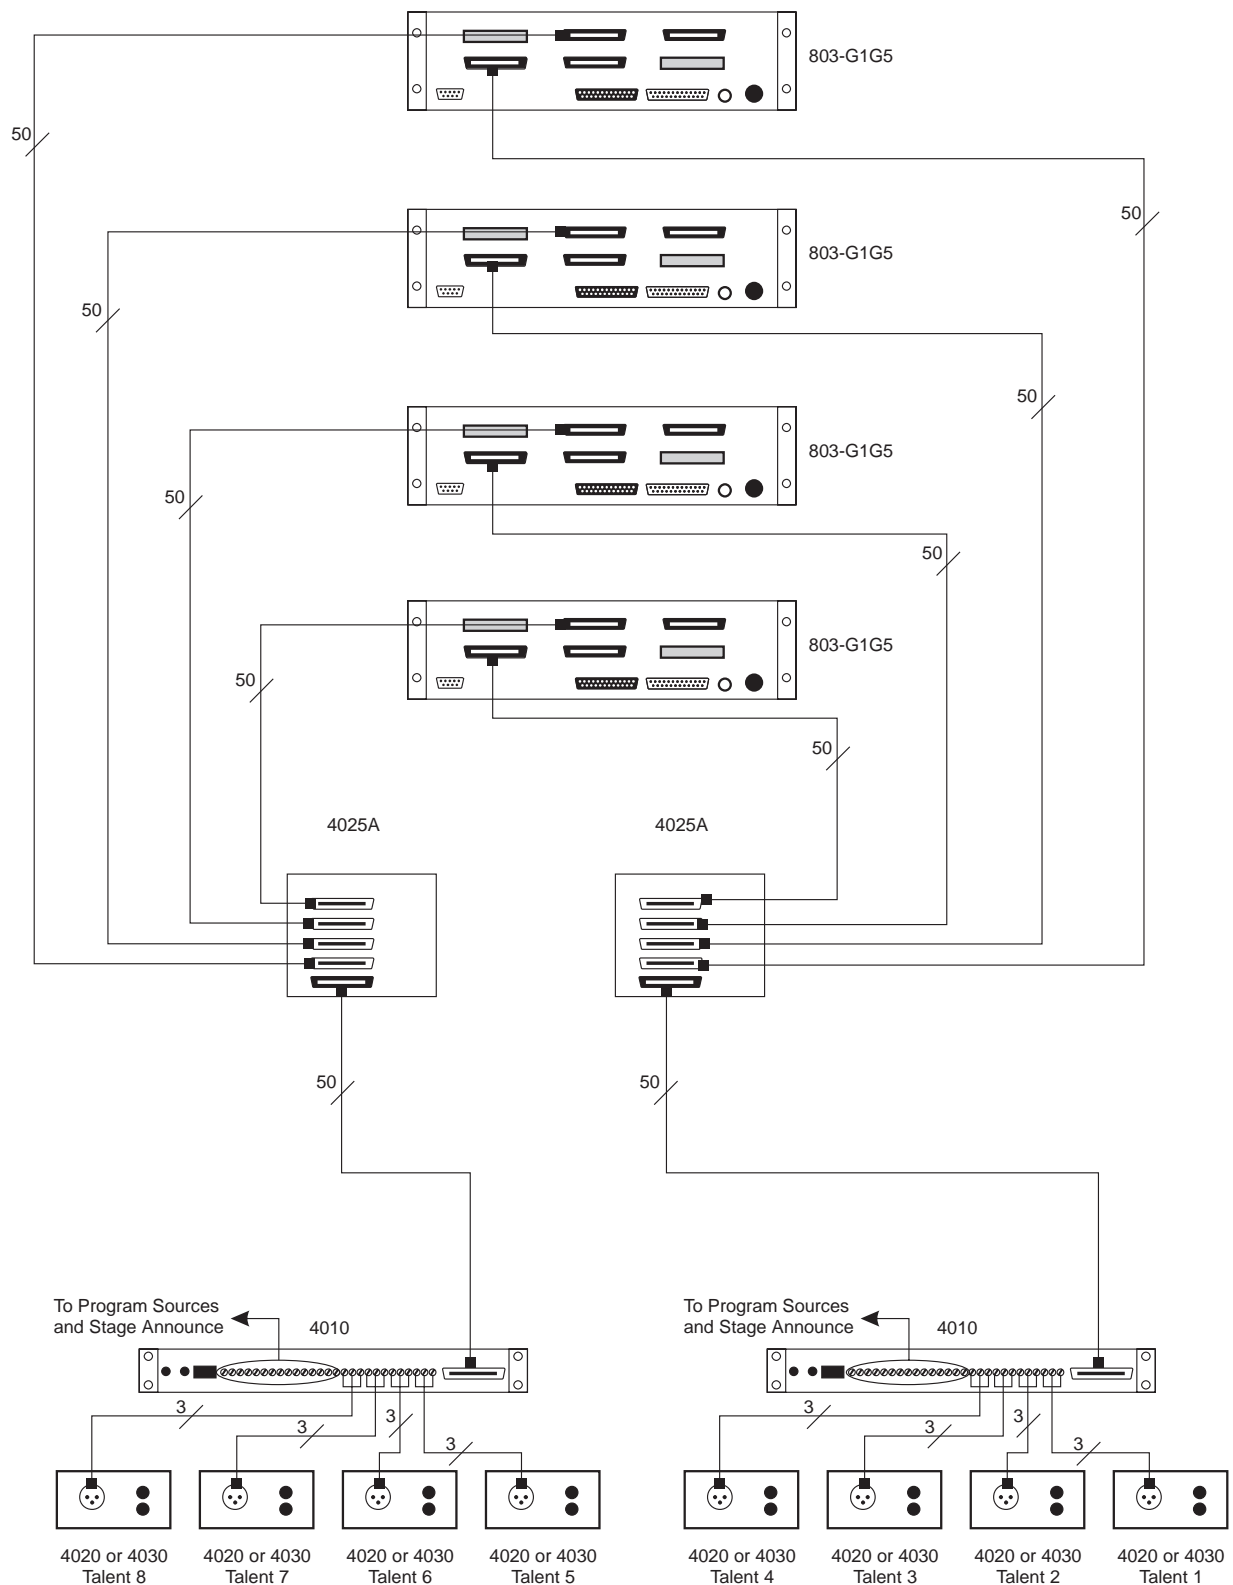 803-G1G5
50
50
803-G1G5
50
50
803-G1G5
50
50
803-G1G5
50
50
4025A
4025A
50
50
To Program Sources
and Stage Announce
4010
To Program Sources
and Stage Announce
4010
3
3
3
3
3
3
3
3
4020 or 4030
Talent 8
4020 or 4030
Talent 7
4020 or 4030
Talent 6
4020 or 4030
Talent 5
4020 or 4030
Talent 4
4020 or 4030
Talent 3
4020 or 4030
Talent 2
4020 or 4030
Talent 1